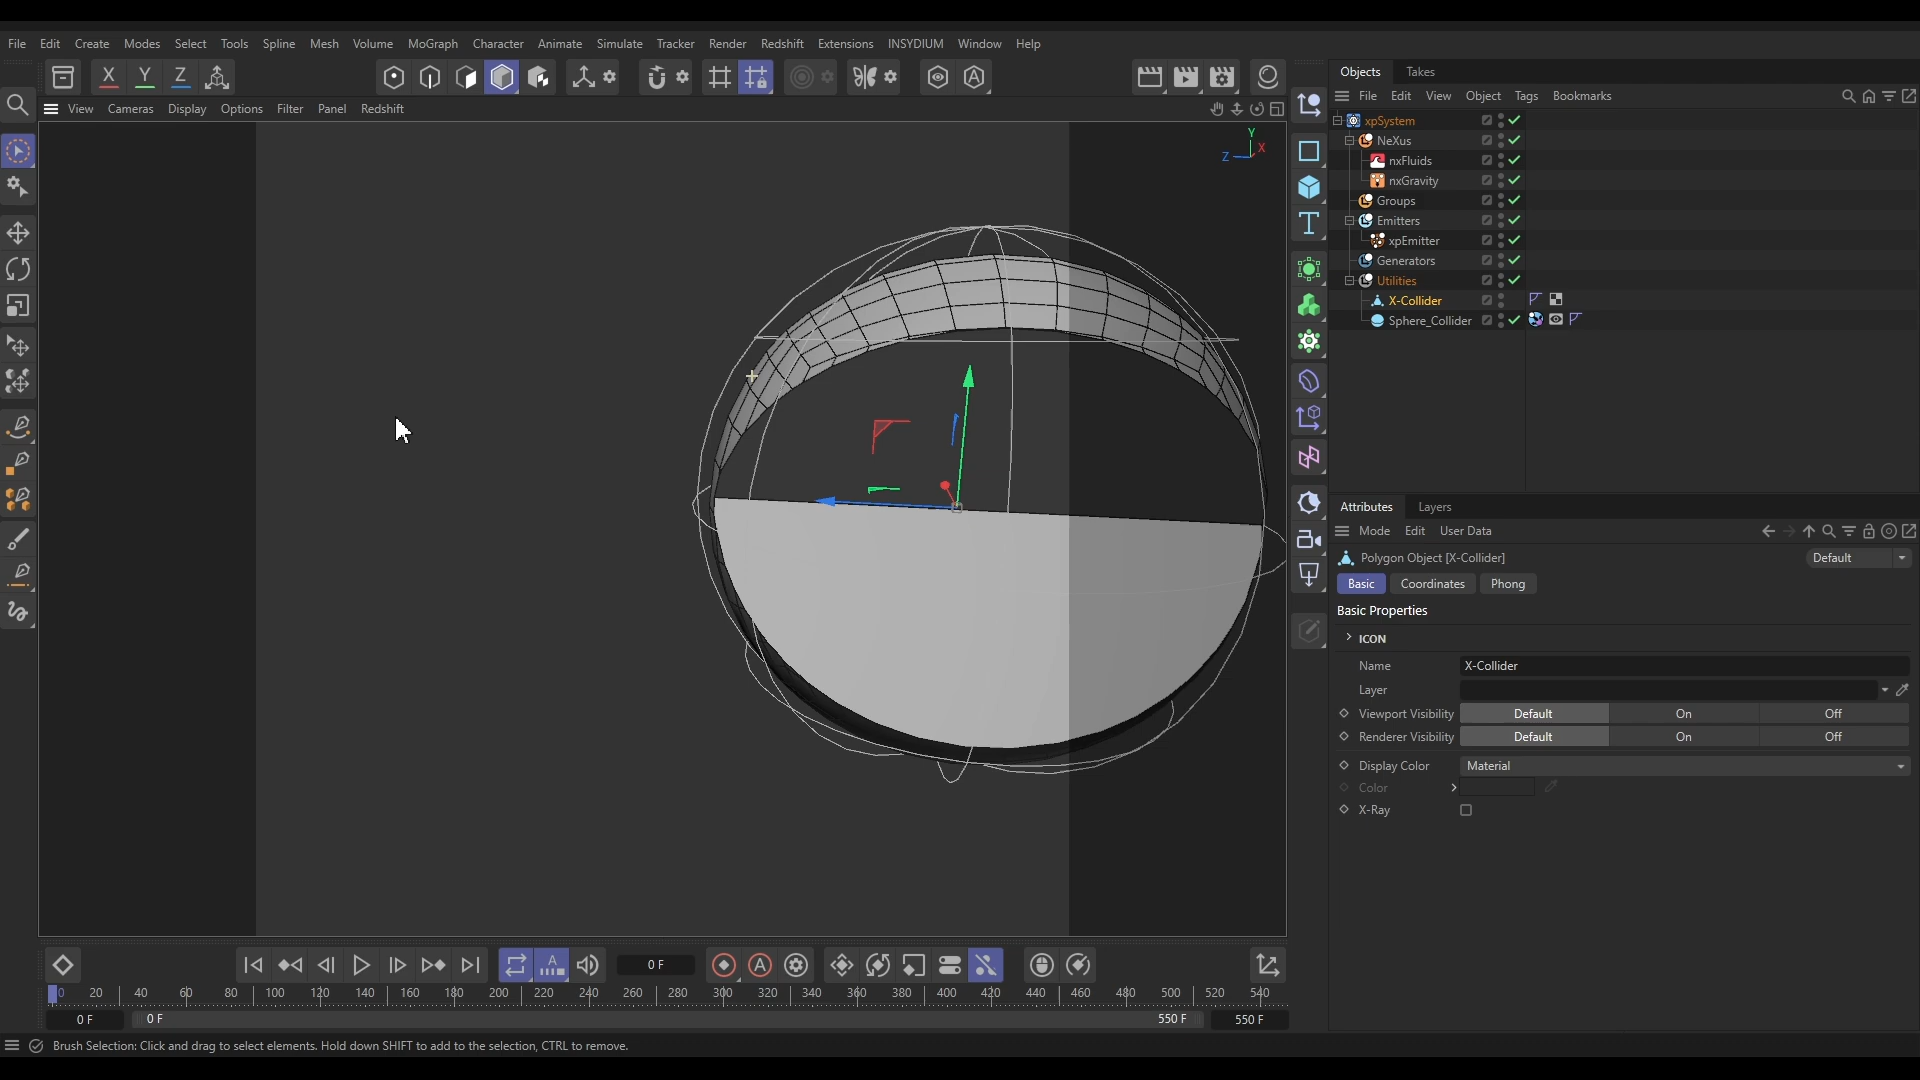 File Edit Create Modes Select Tools Spline Mesh Volume MoGraph Character Animate Simulate Tracker Render Redshift Extensions INSYDIUM Window Help
X Y Z
View Cameras Display Options Filter Panel Redshift
Y
X
Z
Objects Takes
File Edit View Object Tags Bookmarks
xpSystem
NeXus
nxFluids
nxGravity
Groups
Emitters
xpEmitter
Generators
Utilities
X-Collider
Sphere_Collider
Attributes Layers
Mode Edit User Data
Polygon Object [X-Collider] Default
Basic Coordinates Phong
Basic Properties
ICON
Name X-Collider
Layer
Viewport Visibility Default On Off
Renderer Visibility Default On Off
Display Color Material
Color
X-Ray
0 F
0 20 40 60 80 100 120 140 160 180 200 220 240 260 280 300 320 340 360 380 400 420 440 460 480 500 520 540
0 F 0 F 550 F 550 F
Brush Selection: Click and drag to select elements. Hold down SHIFT to add to the selection, CTRL to remove.